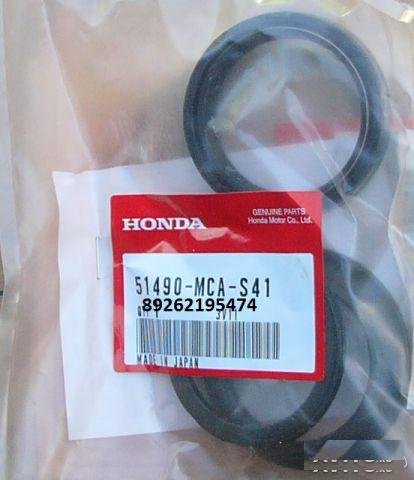 HONDA
GENUINE PARTS
Honda Motor Co., Ltd.
51490-MCA-S41
89262195474
MADE IN JAPAN